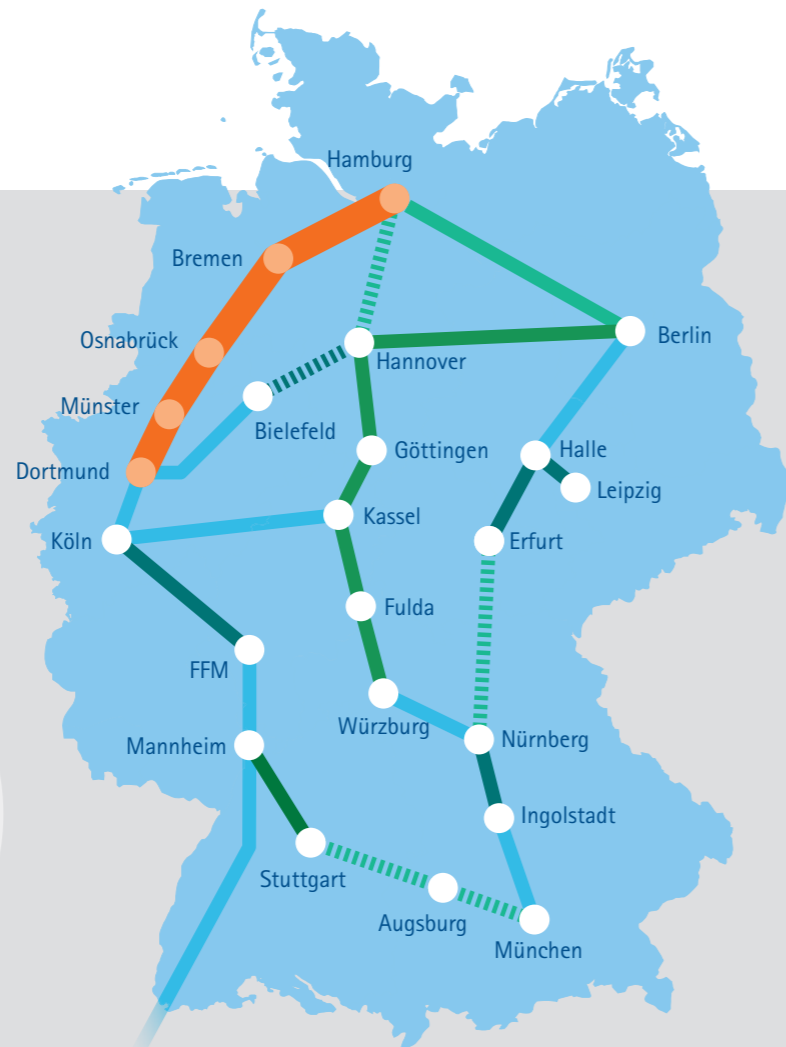 Hamburg
Bremen
Osnabrück
Berlin
Hannover
Münster
Bielefeld
Göttingen
Halle
Dortmund
Leipzig
Kassel
Köln
Erfurt
Fulda
FFM
Würzburg
Nürnberg
Mannheim
Ingolstadt
Stuttgart
Augsburg
München